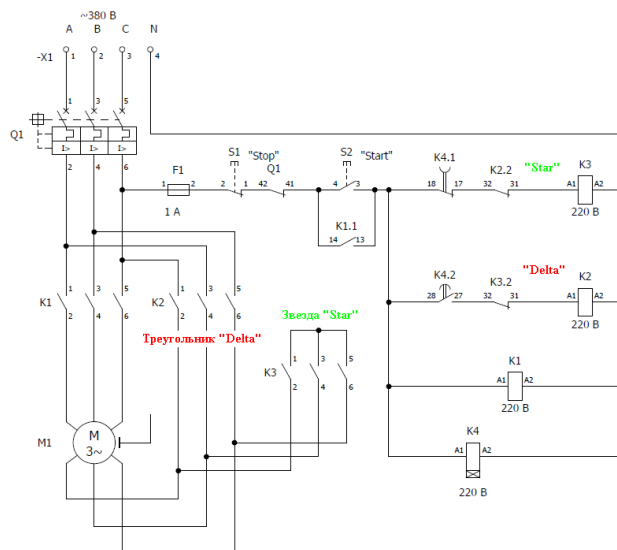 ~380 В
A B C N
-X1 1 2 3 4
1 3 5
Q1 I> I> I>
2 4 6
F1 S1 "Stop" Q1 S2 "Start" K4.1 K2.2 "Star" K3
1 2 2 1 42 41 4 3 18 17 32 31 A1 A2
1 A 220 В
K1.1
14 13
K4.2 K3.2 "Delta" K2
28 27 32 31 A1 A2
220 В
K1 1 3 5 K2 1 3 5
2 4 6 2 4 6
Звезда "Star"
Треугольник "Delta"
K3 1 3 5
2 4 6
K1
A1 A2
220 В
M1 M
3~
K4
A1 A2
220 В